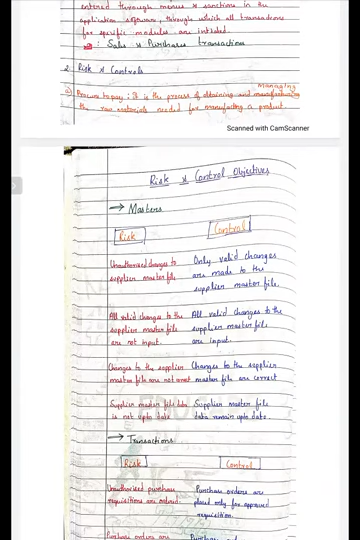 entered through menus & sanctions in the
application software, through which all transactions
for specific modules are initiated.
eg: Sales & Purchases transactions
2. Risk & Controls
Managing
a) Procure to pay: It is the process of obtaining and manufacturing
the raw materials needed for manufacting a product.
Scanned with CamScanner
Risk & Control Objectives
→ Masters
Risk Control
Unauthorised changes to Only valid changes
supplier master file are made to the
supplier master file.
All valid changes to the All valid changes to the
supplier master file supplier master file
are not input. are input.
Changes to the supplier Changes to the supplier
master file are not correct master file are correct
Supplier master file data Supplier master file
is not upto date data remain upto date.
→ Transactions
Risk Control
Unauthorised purchase Purchase orders are
requisitions are ordered. placed only for approved
requisition.
Purchase orders are